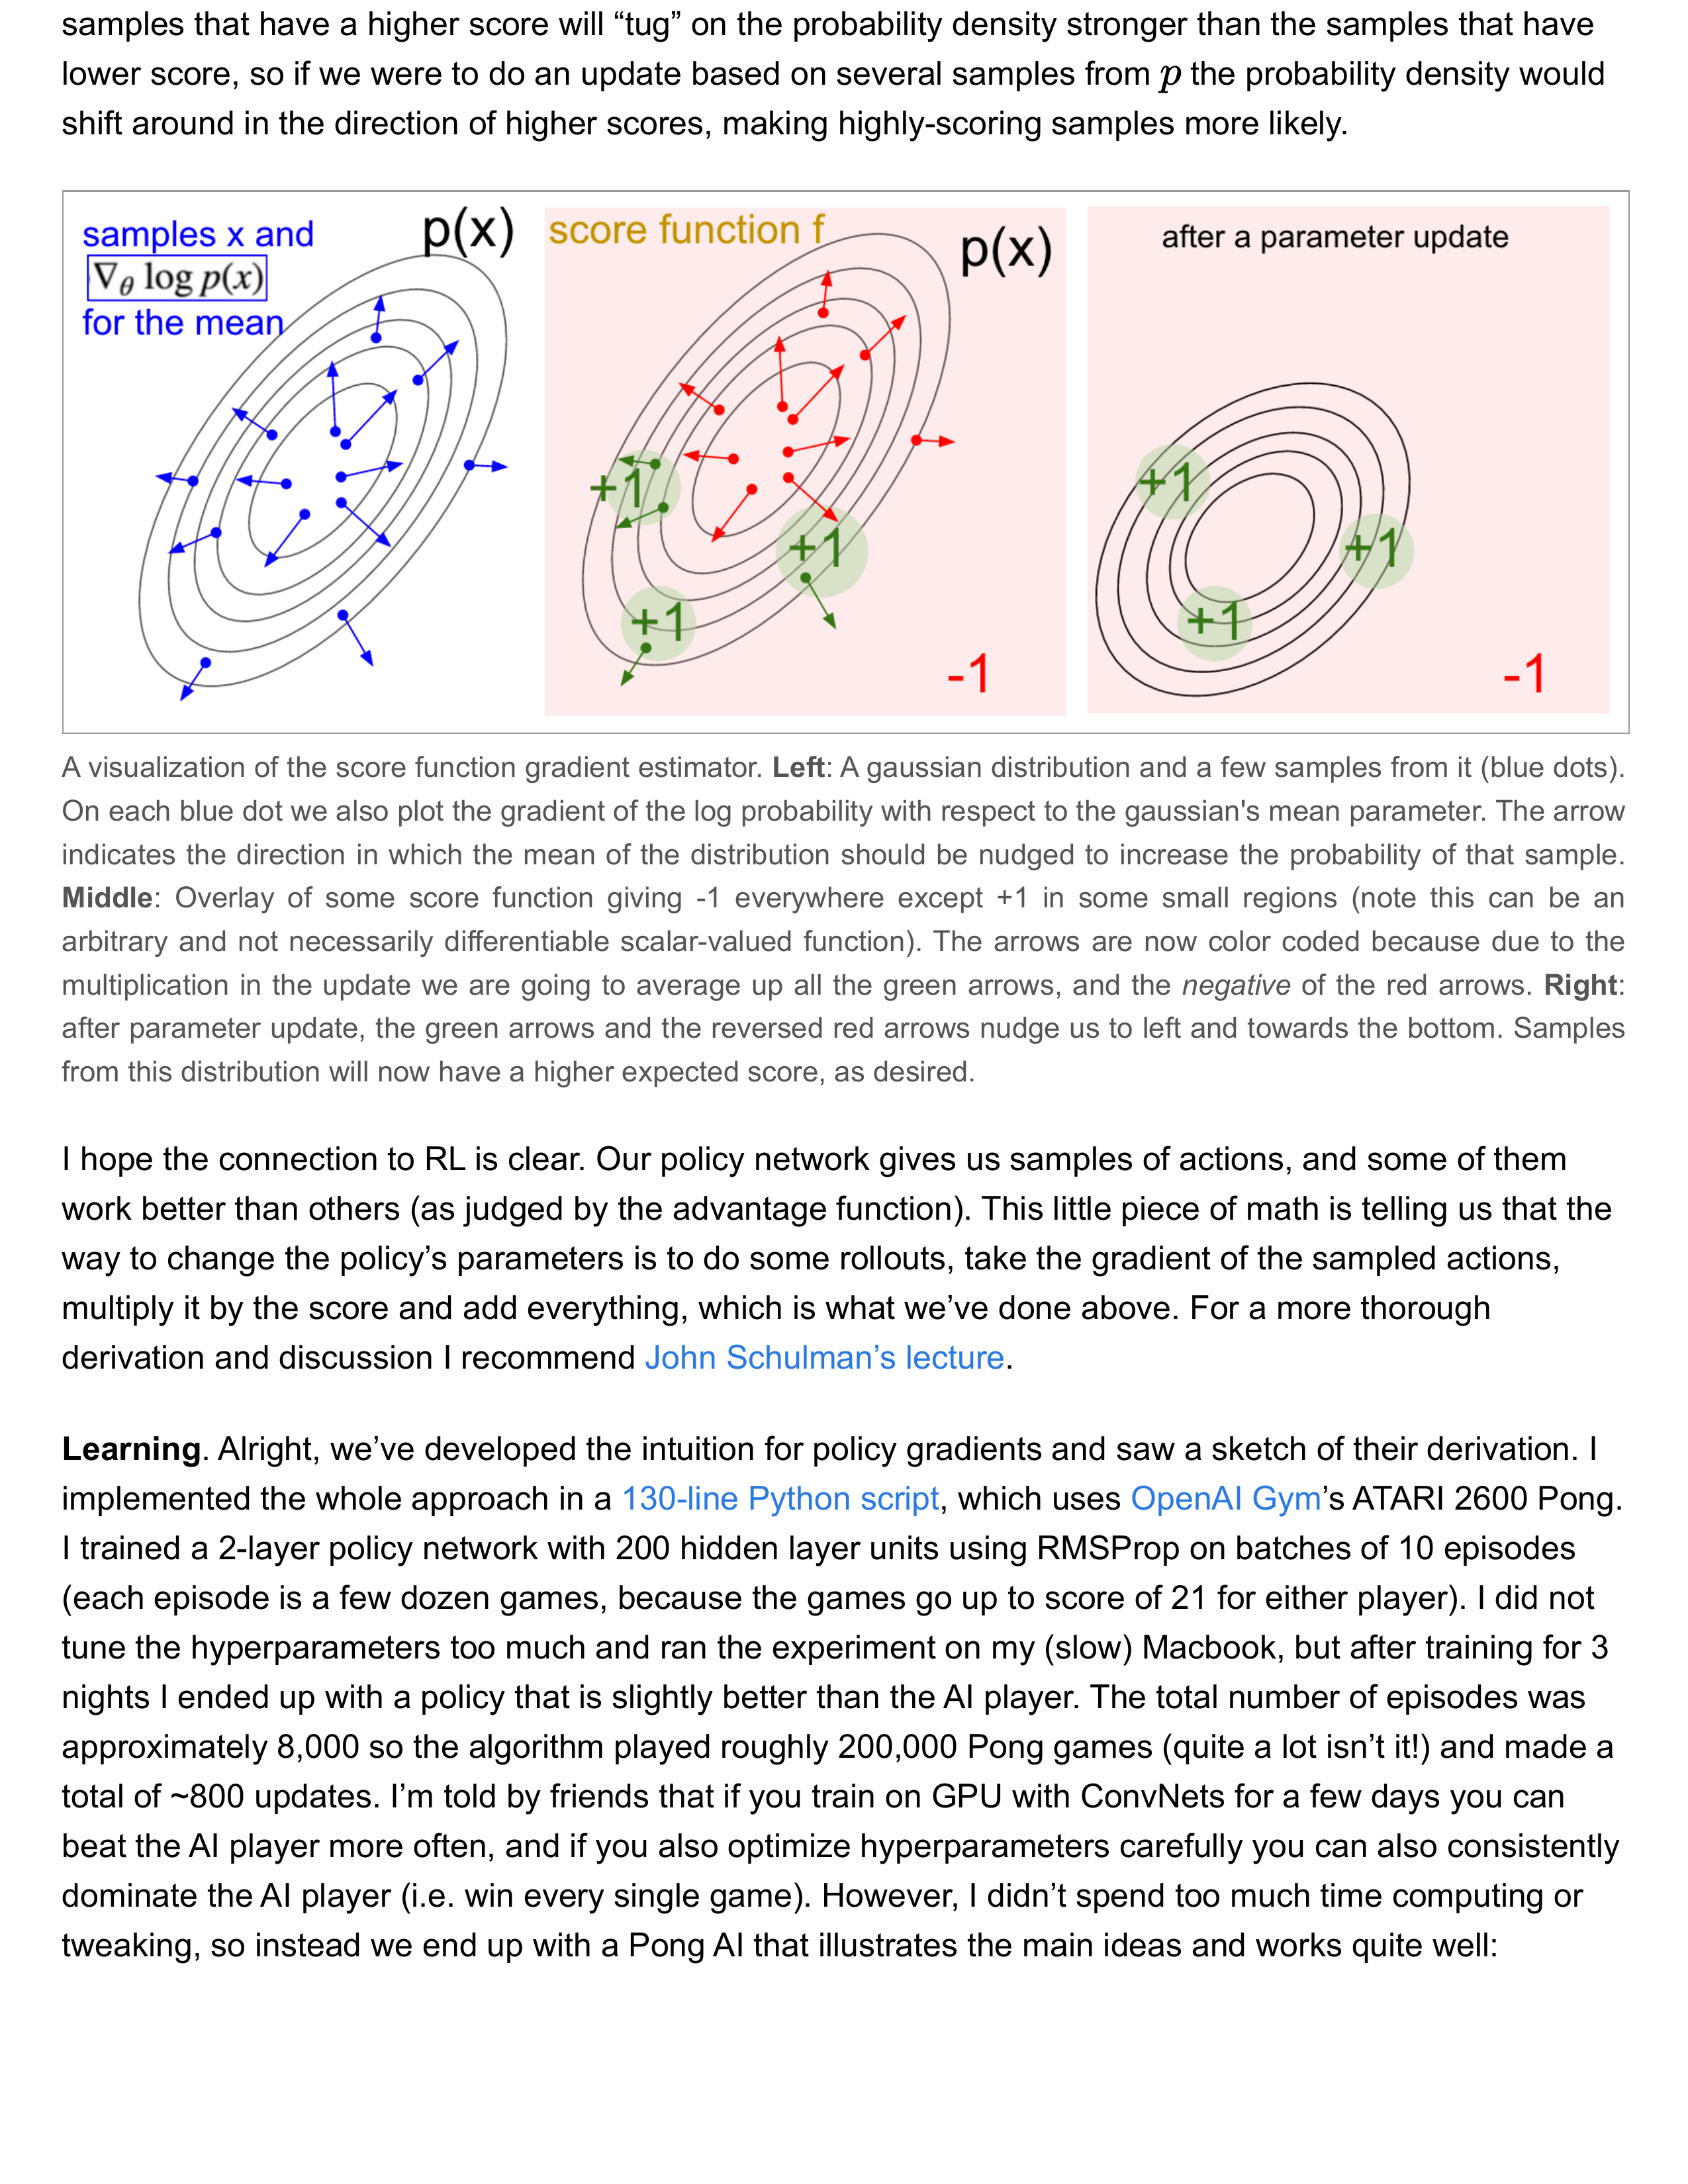 samples that have a higher score will “tug” on the probability density stronger than the samples that have
lower score, so if we were to do an update based on several samples from p the probability density would
shift around in the direction of higher scores, making highly-scoring samples more likely.
samples x and
∇θ log p(x)
for the mean
p(x)
score function f
p(x)
+1
+1
+1
-1
after a parameter update
+1
+1
+1
-1
A visualization of the score function gradient estimator. Left: A gaussian distribution and a few samples from it (blue dots).
On each blue dot we also plot the gradient of the log probability with respect to the gaussian's mean parameter. The arrow
indicates the direction in which the mean of the distribution should be nudged to increase the probability of that sample.
Middle: Overlay of some score function giving -1 everywhere except +1 in some small regions (note this can be an
arbitrary and not necessarily differentiable scalar-valued function). The arrows are now color coded because due to the
multiplication in the update we are going to average up all the green arrows, and the negative of the red arrows. Right:
after parameter update, the green arrows and the reversed red arrows nudge us to left and towards the bottom. Samples
from this distribution will now have a higher expected score, as desired.
I hope the connection to RL is clear. Our policy network gives us samples of actions, and some of them
work better than others (as judged by the advantage function). This little piece of math is telling us that the
way to change the policy’s parameters is to do some rollouts, take the gradient of the sampled actions,
multiply it by the score and add everything, which is what we’ve done above. For a more thorough
derivation and discussion I recommend John Schulman’s lecture.
Learning. Alright, we’ve developed the intuition for policy gradients and saw a sketch of their derivation. I
implemented the whole approach in a 130-line Python script, which uses OpenAI Gym’s ATARI 2600 Pong.
I trained a 2-layer policy network with 200 hidden layer units using RMSProp on batches of 10 episodes
(each episode is a few dozen games, because the games go up to score of 21 for either player). I did not
tune the hyperparameters too much and ran the experiment on my (slow) Macbook, but after training for 3
nights I ended up with a policy that is slightly better than the AI player. The total number of episodes was
approximately 8,000 so the algorithm played roughly 200,000 Pong games (quite a lot isn’t it!) and made a
total of ~800 updates. I’m told by friends that if you train on GPU with ConvNets for a few days you can
beat the AI player more often, and if you also optimize hyperparameters carefully you can also consistently
dominate the AI player (i.e. win every single game). However, I didn’t spend too much time computing or
tweaking, so instead we end up with a Pong AI that illustrates the main ideas and works quite well: